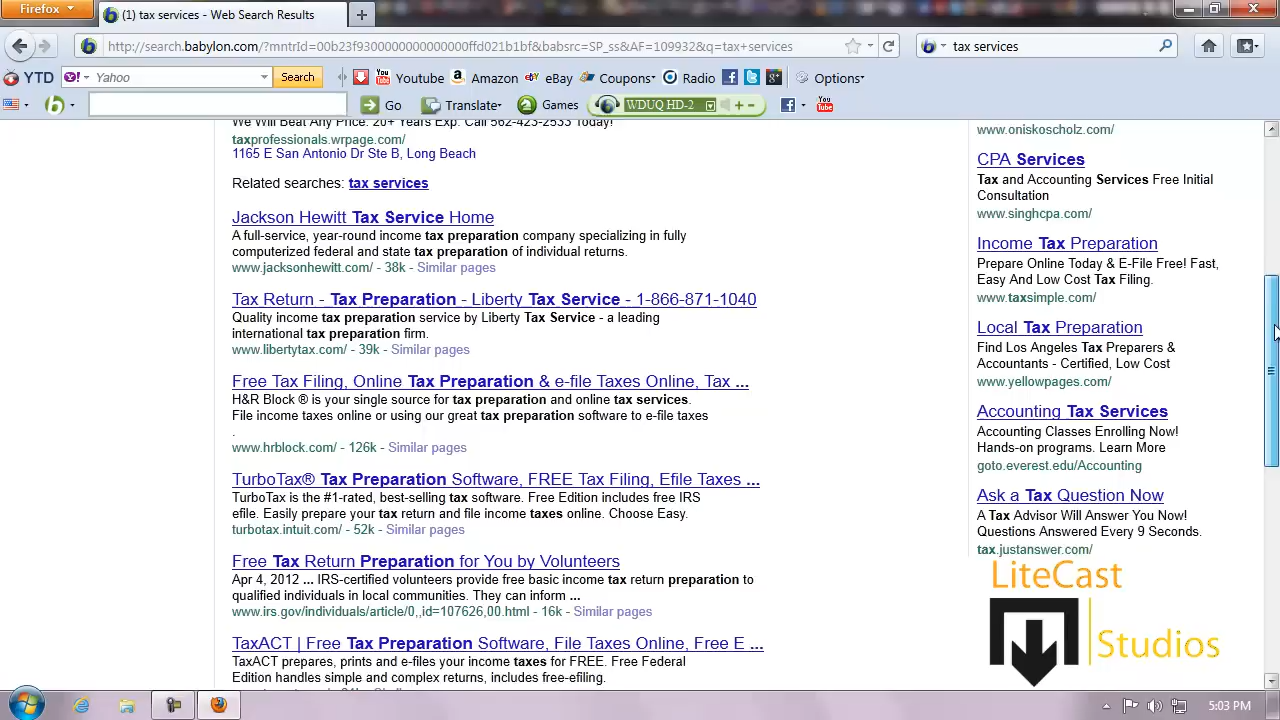 Firefox
(1) tax services - Web Search Results
http://search.babylon.com/?mntrId=00b23f9300000000000000ffd021b1bf&babsrc=SP_ss&AF=109932&q=tax+services
tax services
YTD
Yahoo
Search
Youtube
Amazon
eBay
Coupons
Radio
Options
Go
Translate
Games
WDUQ HD-2
We Will Beat Any Price. 20+ Years Exp. Call 562-423-2533 Today!
taxprofessionals.wrpage.com/
1165 E San Antonio Dr Ste B, Long Beach
Related searches: tax services
Jackson Hewitt Tax Service Home
A full-service, year-round income tax preparation company specializing in fully
computerized federal and state tax preparation of individual returns.
www.jacksonhewitt.com/ - 38k - Similar pages
Tax Return - Tax Preparation - Liberty Tax Service - 1-866-871-1040
Quality income tax preparation service by Liberty Tax Service - a leading
international tax preparation firm.
www.libertytax.com/ - 39k - Similar pages
Free Tax Filing, Online Tax Preparation & e-file Taxes Online, Tax ...
H&R Block ® is your single source for tax preparation and online tax services.
File income taxes online or using our great tax preparation software to e-file taxes
.
www.hrblock.com/ - 126k - Similar pages
TurboTax® Tax Preparation Software, FREE Tax Filing, Efile Taxes ...
TurboTax is the #1-rated, best-selling tax software. Free Edition includes free IRS
efile. Easily prepare your tax return and file income taxes online. Choose Easy.
turbotax.intuit.com/ - 52k - Similar pages
Free Tax Return Preparation for You by Volunteers
Apr 4, 2012 ... IRS-certified volunteers provide free basic income tax return preparation to
qualified individuals in local communities. They can inform ...
www.irs.gov/individuals/article/0,,id=107626,00.html - 16k - Similar pages
TaxACT | Free Tax Preparation Software, File Taxes Online, Free E ...
TaxACT prepares, prints and e-files your income taxes for FREE. Free Federal
Edition handles simple and complex returns, includes free-efiling.
www.oniskoscholz.com/
CPA Services
Tax and Accounting Services Free Initial
Consultation
www.singhcpa.com/
Income Tax Preparation
Prepare Online Today & E-File Free! Fast,
Easy And Low Cost Tax Filing.
www.taxsimple.com/
Local Tax Preparation
Find Los Angeles Tax Preparers &
Accountants - Certified, Low Cost
www.yellowpages.com/
Accounting Tax Services
Accounting Classes Enrolling Now!
Hands-on programs. Learn More
goto.everest.edu/Accounting
Ask a Tax Question Now
A Tax Advisor Will Answer You Now!
Questions Answered Every 9 Seconds.
tax.justanswer.com/
LiteCast
Studios
5:03 PM